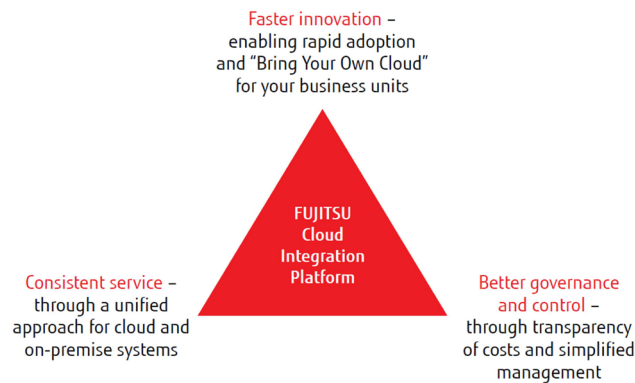 Faster innovation –
enabling rapid adoption
and “Bring Your Own Cloud”
for your business units
FUJITSU
Cloud
Integration
Platform
Consistent service –
through a unified
approach for cloud and
on-premise systems
Better governance
and control –
through transparency
of costs and simplified
management